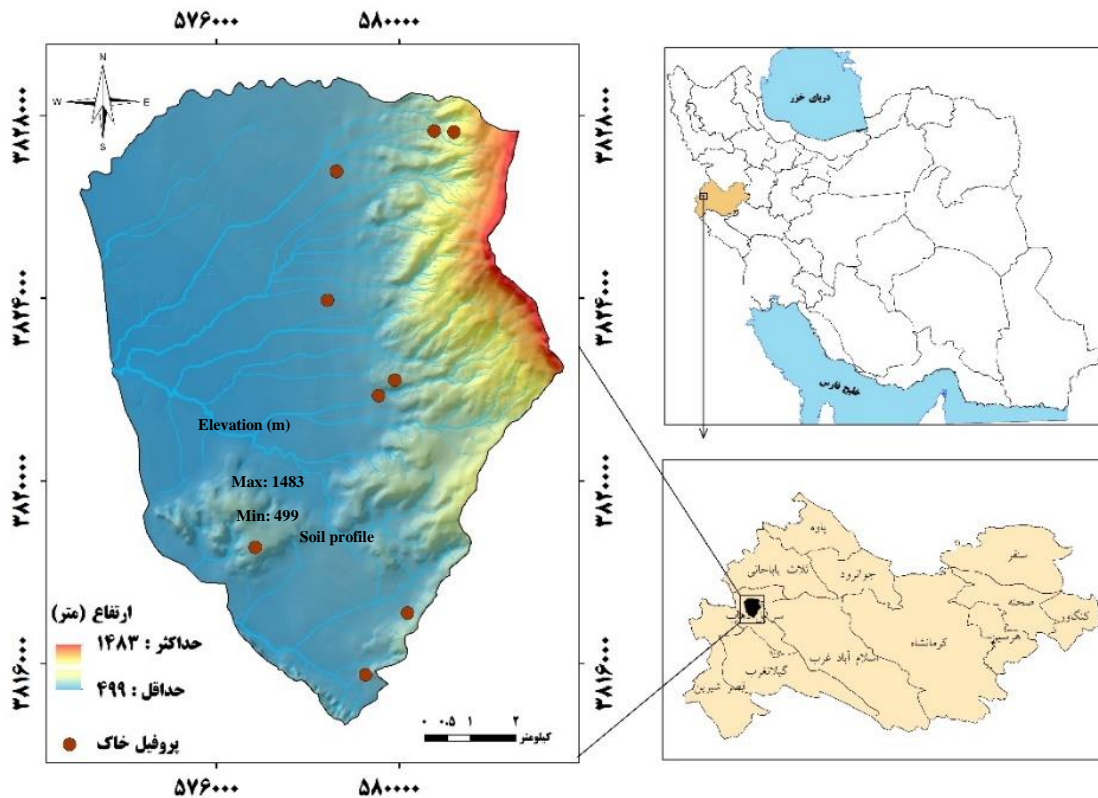 ۵۷۶۰۰۰ ۵۸۰۰۰۰
N
W E
S
۳۸۲۸۰۰۰ ۳۸۲۸۰۰۰
۳۸۲۴۰۰۰ ۳۸۲۴۰۰۰
۳۸۲۰۰۰۰ ۳۸۲۰۰۰۰
۳۸۱۶۰۰۰ ۳۸۱۶۰۰۰
Elevation (m)
Max: 1483
Min: 499
Soil profile
ارتفاع (متر)
حداکثر : ۱۴۸۳
حداقل : ۴۹۹
پروفیل خاک
۰ ۰.۵ ۱ ۲
کیلومتر
۵۷۶۰۰۰ ۵۸۰۰۰۰
دریای خزر
خلیج فارس
پاوه
ثلاث باباجانی
جوانرود
سنقر
صحنه
کنگاور
هرسین
کرمانشاه
اسلام آباد غرب
گیلانغرب
قصر شیرین